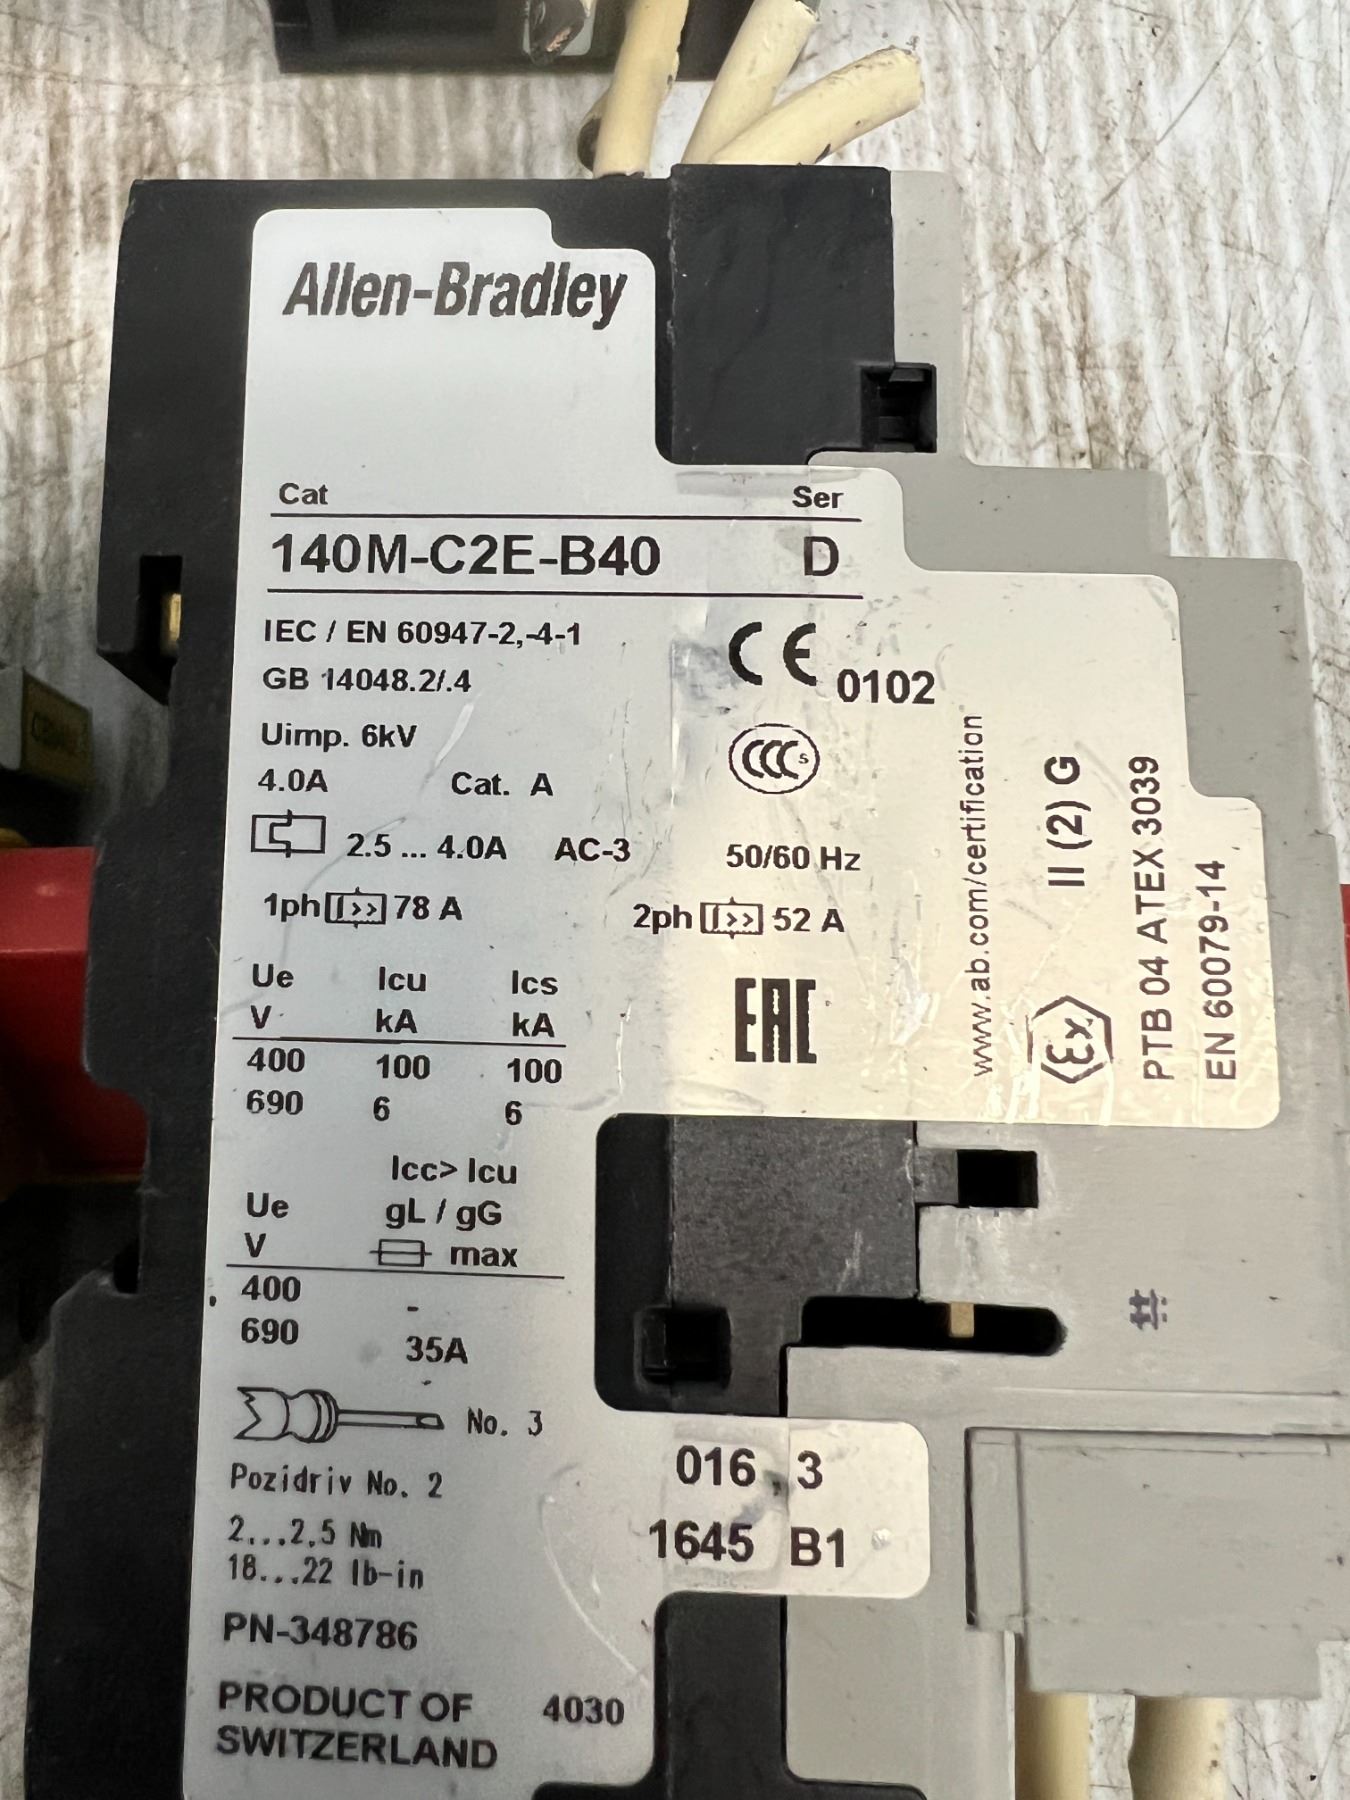 Allen-Bradley
Cat Ser
140M-C2E-B40 D
IEC / EN 60947-2,-4-1
GB 14048.2/.4
CE 0102
Uimp. 6kV
CCC S
4.0A Cat. A
2.5 ... 4.0A AC-3 50/60 Hz
1ph I>> 78 A 2ph I>> 52 A
Ue Icu Ics
V kA kA
400 100 100
690 6 6
EAC
www.ab.com/certification
Ex II (2) G
PTB 04 ATEX 3039
EN 60079-14
Icc> Icu
Ue gL / gG
V max
400 -
690 35A
No. 3
Pozidriv No. 2
2...2,5 Nm
18...22 lb-in
016 3
1645 B1
PN-348786
PRODUCT OF 4030
SWITZERLAND